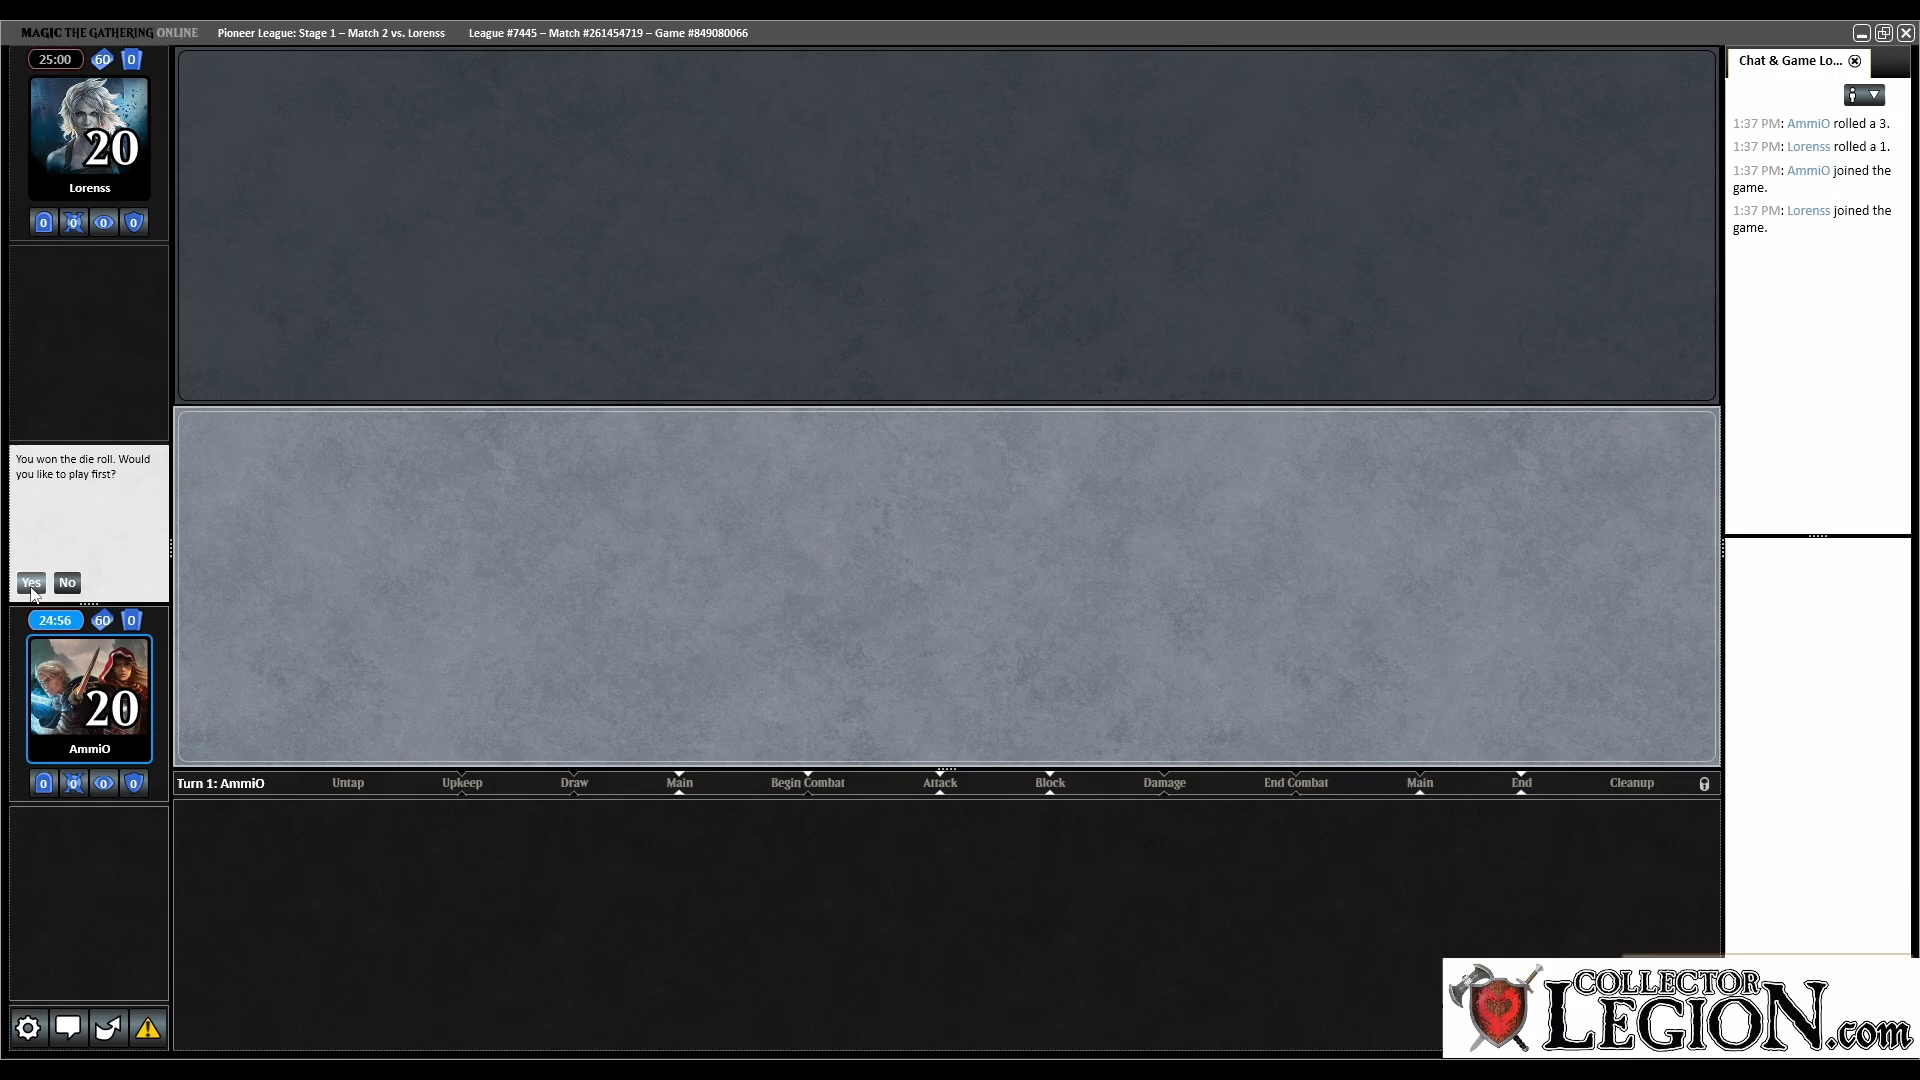 MAGIC THE GATHERING ONLINE Pioneer League: Stage 1 – Match 2 vs. Lorenss League #7445 – Match #261454719 – Game #849080066
25:00 60 0
20
Lorenss
0 0 0 0
You won the die roll. Would
you like to play first?
Yes No
24:56 60 0
20
AmmiO
0 0 0 0
Turn 1: AmmiO Untap Upkeep Draw Main Begin Combat Attack Block Damage End Combat Main End Cleanup
Chat & Game Lo...
1:37 PM: AmmiO rolled a 3.
1:37 PM: Lorenss rolled a 1.
1:37 PM: AmmiO joined the
game.
1:37 PM: Lorenss joined the
game.
COLLECTOR
LEGION.com